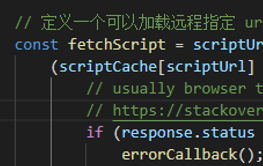 // 定义一个可以加载远程指定 ur
const fetchScript = scriptUr
(scriptCache[scriptUrl]
// usually browser t
// https://stackover
if (response.status
errorCallback();